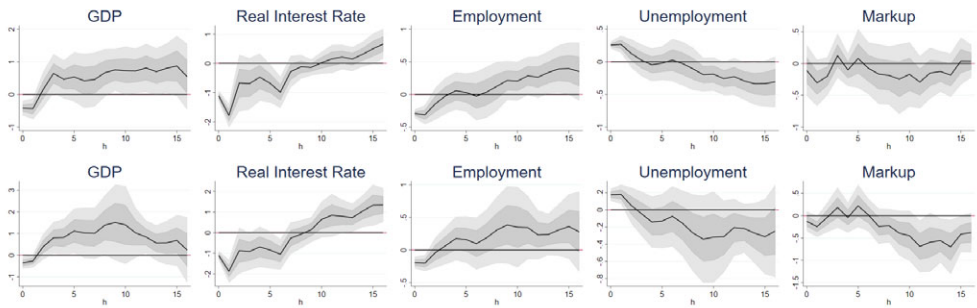 GDP Real Interest Rate Employment Unemployment Markup
2 1 0 -1
0 5 10 15
h
1 0 -1 -2
0 5 10 15
h
1 .5 0 -.5
0 5 10 15
h
.5 0 -.5 -1
0 5 10 15
h
.5 0 -.5 -1
0 5 10 15
h
GDP Real Interest Rate Employment Unemployment Markup
3 2 1 0 -1
0 5 10 15
h
2 1 0 -1 -2
0 5 10 15
h
1 .5 0 -.5
0 5 10 15
h
.2 0 -.2 -.4 -.6 -.8
0 5 10 15
h
.5 0 -.5 -1 -1.5
0 5 10 15
h